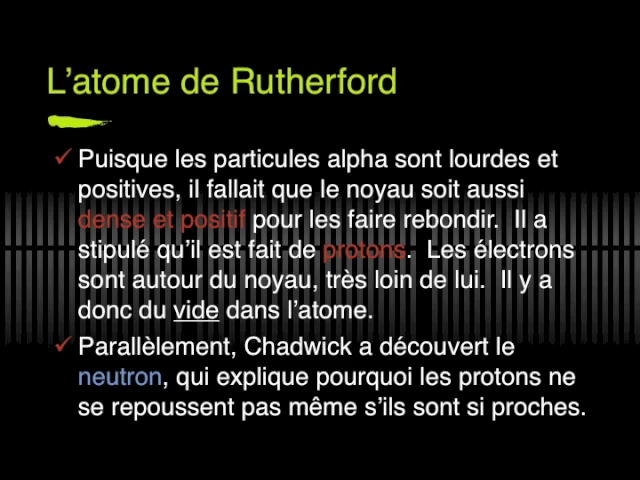 L’atome de Rutherford
Puisque les particules alpha sont lourdes et
positives, il fallait que le noyau soit aussi
dense et positif pour les faire rebondir. Il a
stipulé qu’il est fait de protons. Les électrons
sont autour du noyau, très loin de lui. Il y a
donc du vide dans l’atome.
Parallèlement, Chadwick a découvert le
neutron, qui explique pourquoi les protons ne
se repoussent pas même s’ils sont si proches.